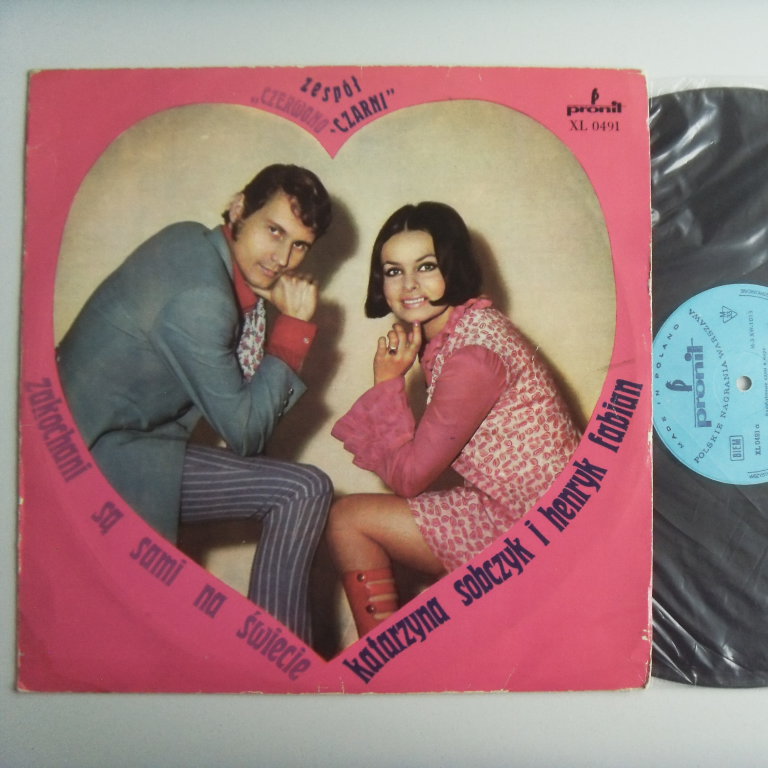 zespół
„CZERWONO-CZARNI"
pronit
XL 0491
zakochani są sami na świecie
katarzyna sobczyk i henryk fabian
MADE IN POLAND
pronit
POLSKIE NAGRANIA WARSZAWA
BIEM
XL 0491 a